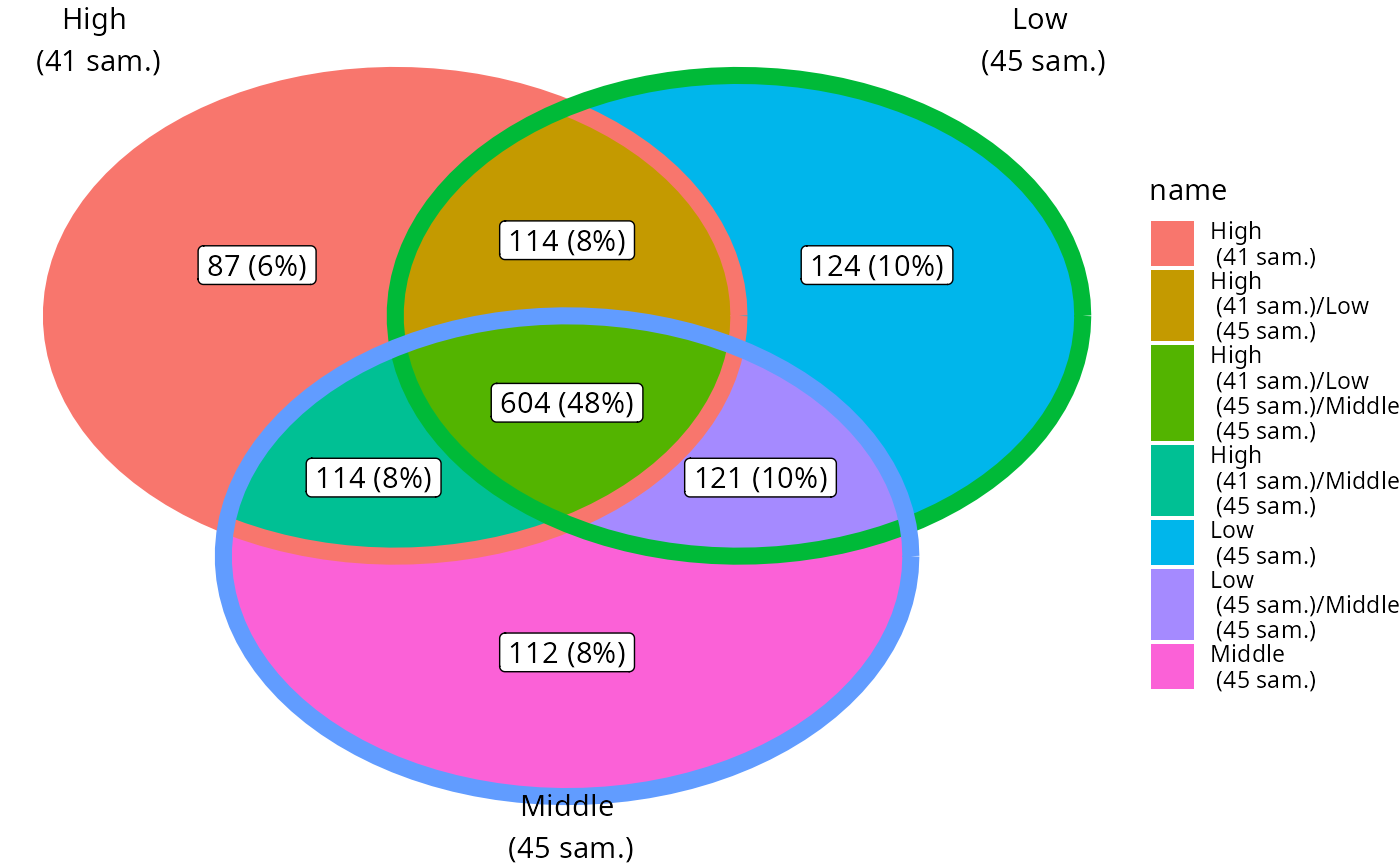 High
(41 sam.)
Low
(45 sam.)
87 (6%)
114 (8%)
124 (10%)
604 (48%)
114 (8%)
121 (10%)
112 (8%)
Middle
(45 sam.)
name
High
(41 sam.)
High
(41 sam.)/Low
(45 sam.)
High
(41 sam.)/Low
(45 sam.)/Middle
(45 sam.)
High
(41 sam.)/Middle
(45 sam.)
Low
(45 sam.)
Low
(45 sam.)/Middle
(45 sam.)
Middle
(45 sam.)